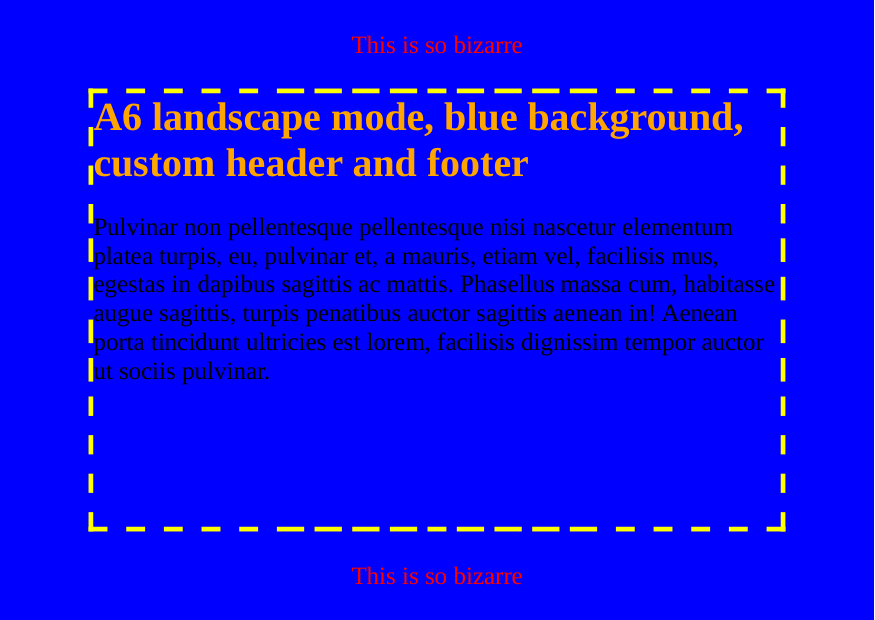 This is so bizarre
A6 landscape mode, blue background,
custom header and footer
Pulvinar non pellentesque pellentesque nisi nascetur elementum
platea turpis, eu, pulvinar et, a mauris, etiam vel, facilisis mus,
egestas in dapibus sagittis ac mattis. Phasellus massa cum, habitasse
augue sagittis, turpis penatibus auctor sagittis aenean in! Aenean
porta tincidunt ultricies est lorem, facilisis dignissim tempor auctor
ut sociis pulvinar.
This is so bizarre